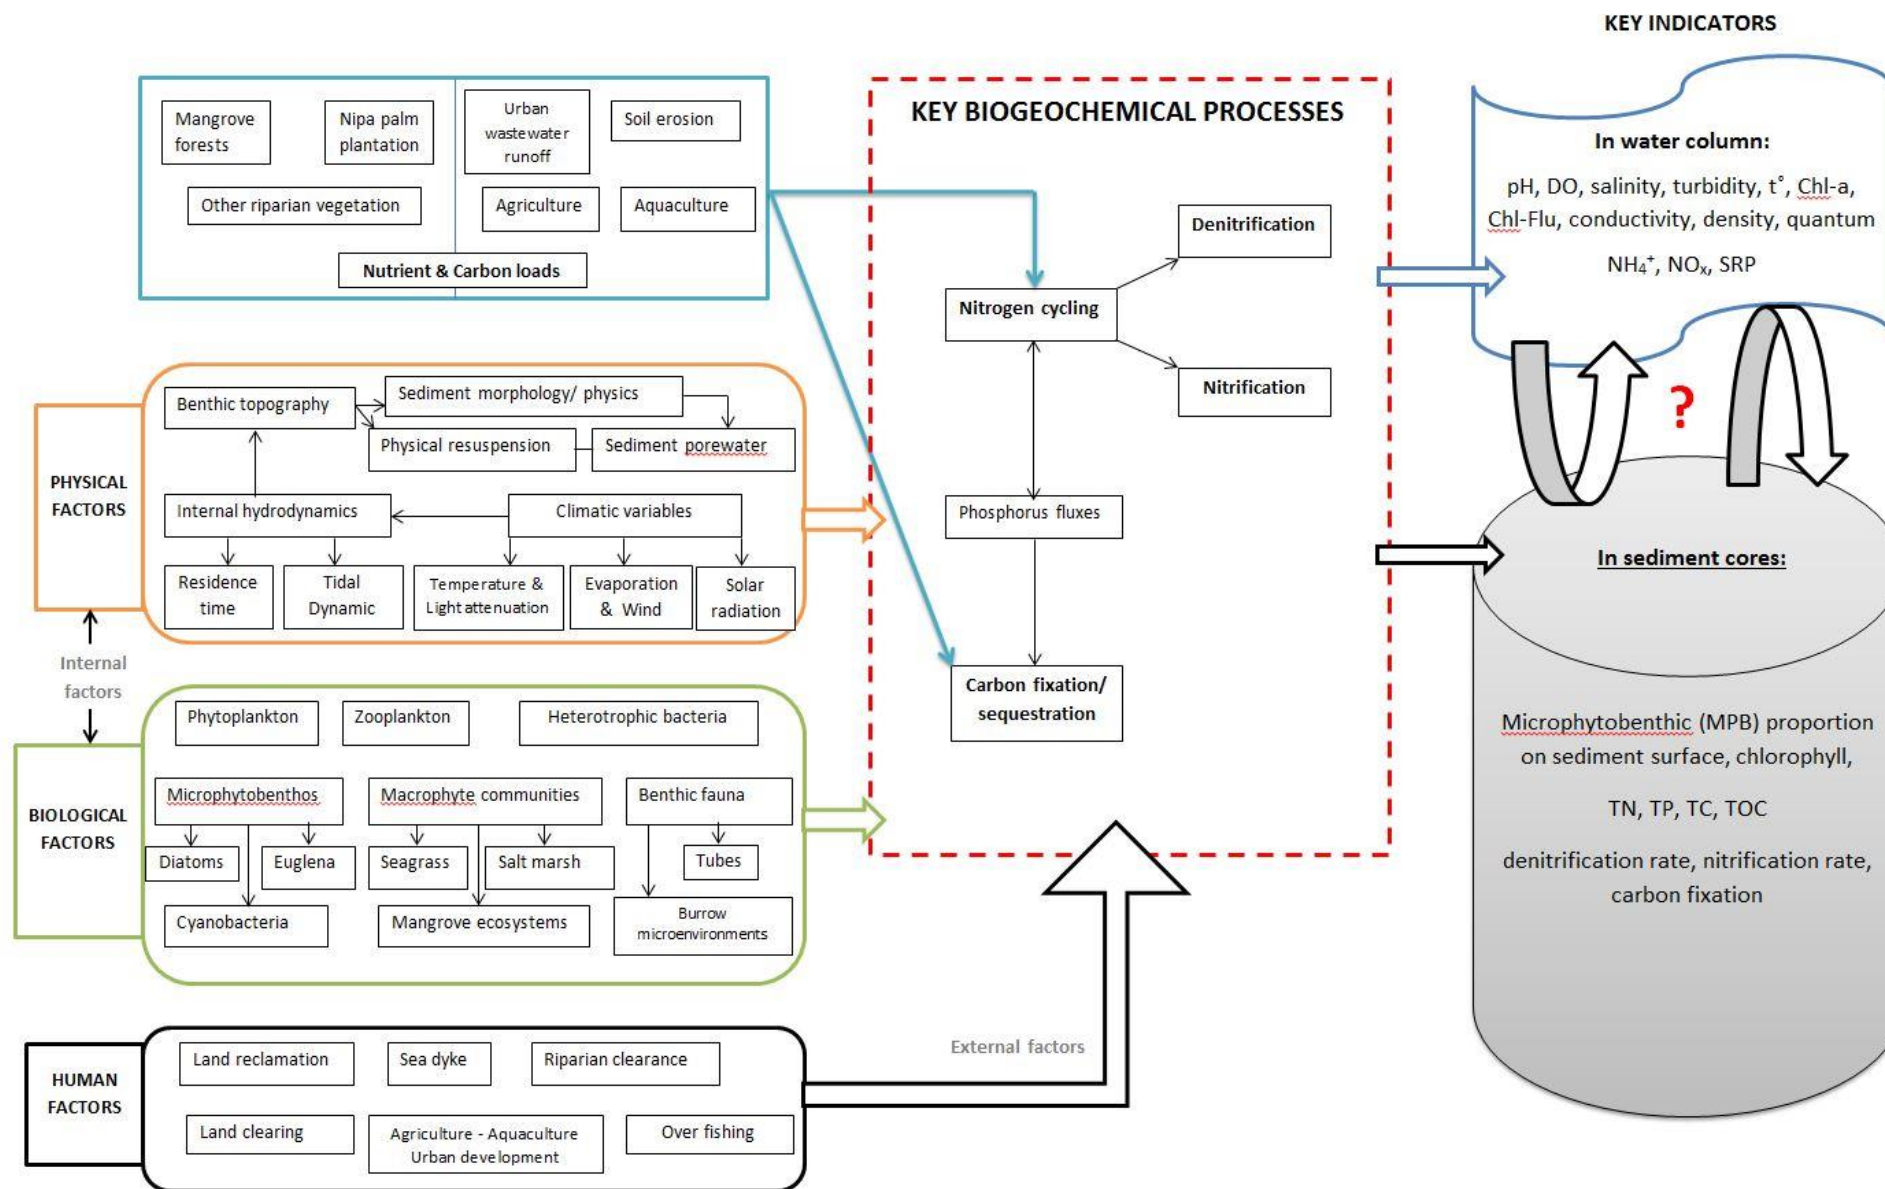 KEY INDICATORS
Mangrove
forests
Nipa palm
plantation
Urban
wastewater
runoff
Soil erosion
Other riparian vegetation
Agriculture
Aquaculture
Nutrient & Carbon loads
PHYSICAL
FACTORS
Benthic topography
Sediment morphology/ physics
Physical resuspension
Sediment porewater
Internal hydrodynamics
Climatic variables
Residence
time
Tidal
Dynamic
Temperature &
Light attenuation
Evaporation
& Wind
Solar
radiation
Internal
factors
BIOLOGICAL
FACTORS
Phytoplankton
Zooplankton
Heterotrophic bacteria
Microphytobenthos
Macrophyte communities
Benthic fauna
Diatoms
Euglena
Seagrass
Salt marsh
Tubes
Cyanobacteria
Mangrove ecosystems
Burrow
microenvironments
HUMAN
FACTORS
Land reclamation
Sea dyke
Riparian clearance
Land clearing
Agriculture - Aquaculture
Urban development
Over fishing
External factors
KEY BIOGEOCHEMICAL PROCESSES
Denitrification
Nitrogen cycling
Nitrification
Phosphorus fluxes
Carbon fixation/
sequestration
In water column:
pH, DO, salinity, turbidity, t°, Chl-a,
Chl-Flu, conductivity, density, quantum
NH₄⁺, NOₓ, SRP
?
In sediment cores:
Microphytobenthic (MPB) proportion
on sediment surface, chlorophyll,
TN, TP, TC, TOC
denitrification rate, nitrification rate,
carbon fixation